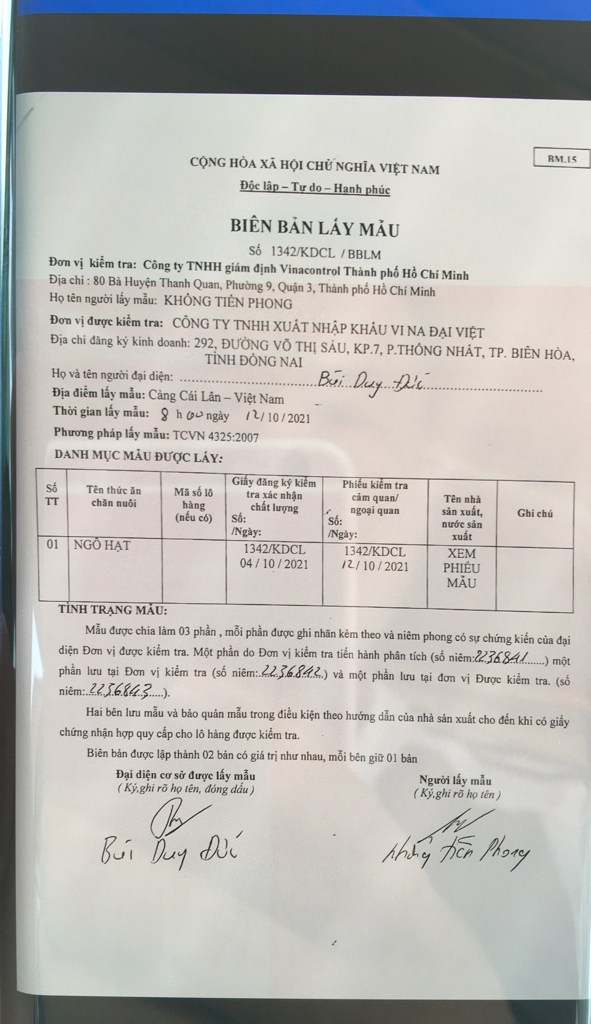 RM.15
CỘNG HÒA XÃ HỘI CHỦ NGHĨA VIỆT NAM
Độc lập – Tự do – Hạnh phúc
BIÊN BẢN LẤY MẪU
Số 1342/KDCL / BBLM
Đơn vị kiểm tra: Công ty TNHH giám định Vinacontrol Thành phố Hồ Chí Minh
Địa chỉ : 80 Bà Huyện Thanh Quan, Phường 9, Quận 3, Thành phố Hồ Chí Minh
Họ tên người lấy mẫu: KHỔNG TIẾN PHONG
Đơn vị được kiểm tra: CÔNG TY TNHH XUẤT NHẬP KHẨU VI NA ĐẠI VIỆT
Địa chỉ đăng ký kinh doanh: 292, ĐƯỜNG VÕ THỊ SÁU, KP.7, P.THỐNG NHẤT, TP. BIÊN HÒA,
TỈNH ĐỒNG NAI
Họ và tên người đại diện: Bùi Duy Đức
Địa điểm lấy mẫu: Cảng Cái Lân – Việt Nam
Thời gian lấy mẫu: 8 h 00 ngày 12/ 10 / 2021
Phương pháp lấy mẫu: TCVN 4325:2007
DANH MỤC MẪU ĐƯỢC LẤY:
Số TT | Tên thức ăn chăn nuôi | Mã số lô hàng (nếu có) | Giấy đăng ký kiểm tra xác nhận chất lượng Số: /Ngày: | Phiếu kiểm tra cảm quan/ ngoại quan Số: /Ngày: | Tên nhà sản xuất, nước sản xuất | Ghi chú
01 | NGÔ HẠT | | 1342/KDCL 04 / 10 / 2021 | 1342/KDCL 12 / 10 / 2021 | XEM PHIẾU MẪU |
TÌNH TRẠNG MẪU:
Mẫu được chia làm 03 phần , mỗi phần được ghi nhãn kèm theo và niêm phong có sự chứng kiến của đại
diện Đơn vị được kiểm tra. Một phần do Đơn vị kiểm tra tiến hành phân tích (số niêm:2236841.......) một
phần lưu tại Đơn vị kiểm tra (số niêm:..2236842.) và một phần lưu tại đơn vị Được kiểm tra. (số
niêm:..2236843.....).
Hai bên lưu mẫu và bảo quản mẫu trong điều kiện theo hướng dẫn của nhà sản xuất cho đến khi có giấy
chứng nhận hợp quy cấp cho lô hàng được kiểm tra.
Biên bản được lập thành 02 bản có giá trị như nhau, mỗi bên giữ 01 bản
Đại diện cơ sở được lấy mẫu
( Ký,ghi rõ họ tên, đóng dấu)
Người lấy mẫu
( Ký,ghi rõ họ tên )
Bùi Duy Đức
Khổng Tiến Phong